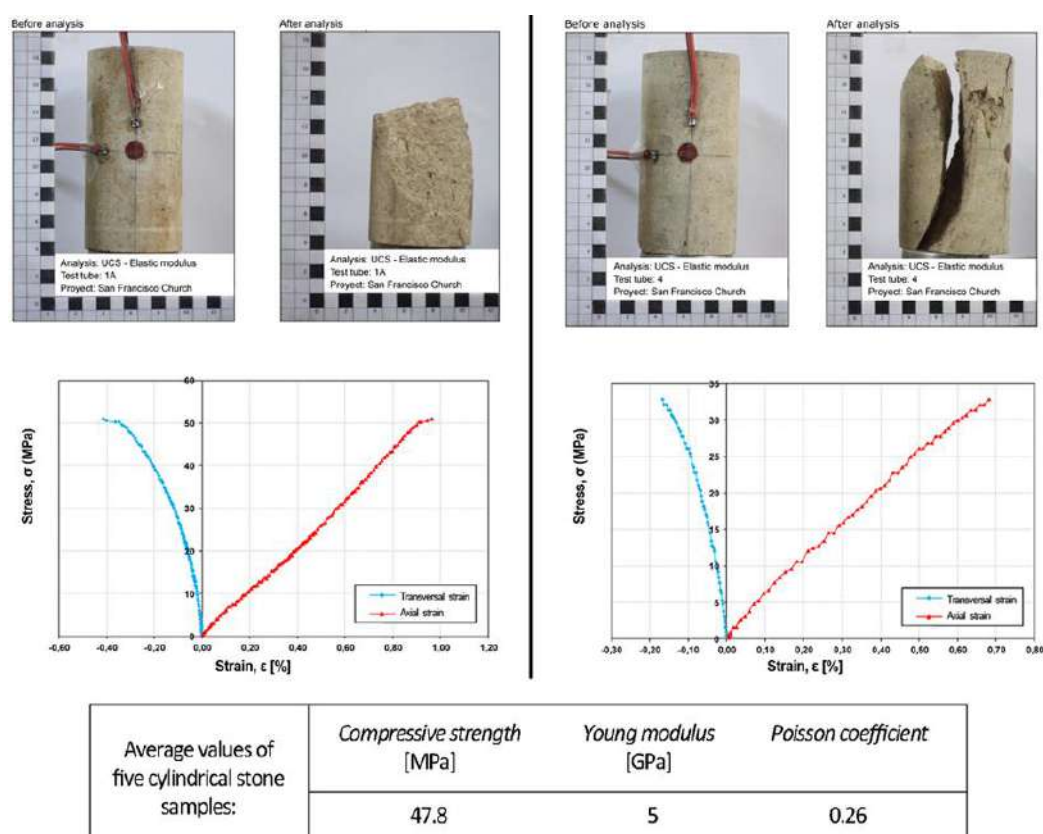 Before analysis
After analysis
Before analysis
After analysis
Analysis: UCS - Elastic modulus
Test tube: 1A
Proyect: San Francisco Church
Analysis: UCS - Elastic modulus
Test tube: 1A
Proyect: San Francisco Church
Analysis: UCS - Elastic modulus
Test tube: 4
Proyect: San Francisco Church
Analysis: UCS - Elastic modulus
Test tube: 4
Proyect: San Francisco Church
Stress, σ (MPa)
60
50
40
30
20
10
0
Transversal strain
Axial strain
-0,60 -0,40 -0,20 0,00 0,20 0,40 0,60 0,80 1,00 1,20
Strain, ε [%]
Stress, σ (MPa)
35
30
25
20
15
10
5
0
Transversal strain
Axial strain
-0,30 -0,20 -0,10 0,00 0,10 0,20 0,30 0,40 0,50 0,60 0,70 0,80
Strain, ε [%]
Average values of
five cylindrical stone
samples:
Compressive strength
[MPa]
Young modulus
[GPa]
Poisson coefficient
47.8 5 0.26